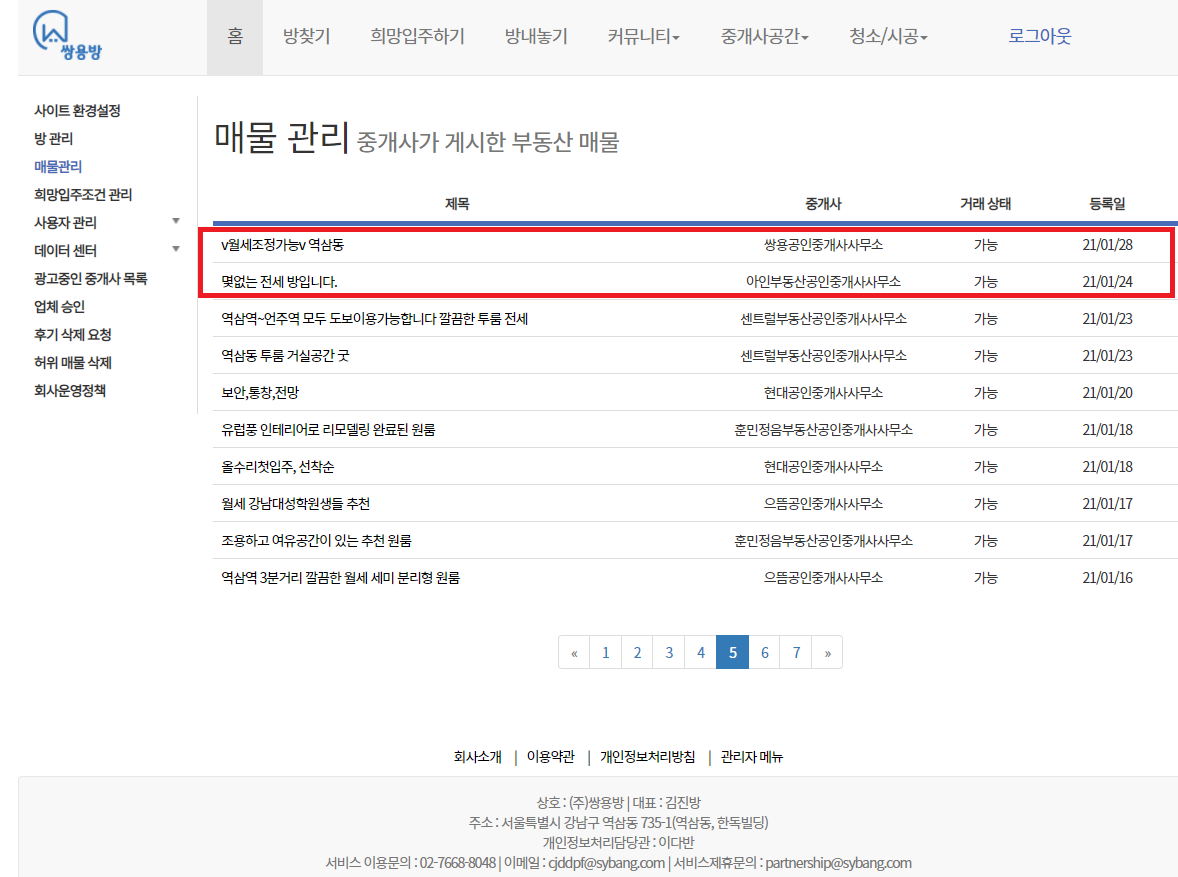 쌍용방
홈 방찾기 희망입주하기 방내놓기 커뮤니티 중개사공간 청소/시공 로그아웃
사이트 환경설정
방 관리
매물관리
희망입주조건 관리
사용자 관리
데이터 센터
광고중인 중개사 목록
업체 승인
후기 삭제 요청
허위 매물 삭제
회사운영정책
매물 관리 중개사가 게시한 부동산 매물
제목 중개사 거래 상태 등록일
v월세조정가능v 역삼동 쌍용공인중개사사무소 가능 21/01/28
몇없는 전세 방입니다. 아인부동산공인중개사사무소 가능 21/01/24
역삼역~언주역 모두 도보이용가능합니다 깔끔한 투룸 전세 센트럴부동산공인중개사사무소 가능 21/01/23
역삼동 투룸 거실공간 굿 센트럴부동산공인중개사사무소 가능 21/01/23
보안,통창,전망 현대공인중개사사무소 가능 21/01/20
유럽풍 인테리어로 리모델링 완료된 원룸 훈민정음부동산공인중개사사무소 가능 21/01/18
올수리첫입주, 선착순 현대공인중개사사무소 가능 21/01/18
월세 강남대성학원생들 추천 으뜸공인중개사사무소 가능 21/01/17
조용하고 여유공간이 있는 추천 원룸 훈민정음부동산공인중개사사무소 가능 21/01/17
역삼역 3분거리 깔끔한 월세 세미 분리형 원룸 으뜸공인중개사사무소 가능 21/01/16
« 1 2 3 4 5 6 7 »
회사소개 | 이용약관 | 개인정보처리방침 | 관리자 메뉴
상호 : (주)쌍용방 | 대표 : 김진방
주소 : 서울특별시 강남구 역삼동 735-1(역삼동, 한독빌딩)
개인정보처리담당관 : 이다반
서비스 이용문의 : 02-7668-8048 | 이메일 : cjddpf@sybang.com | 서비스제휴문의 : partnership@sybang.com